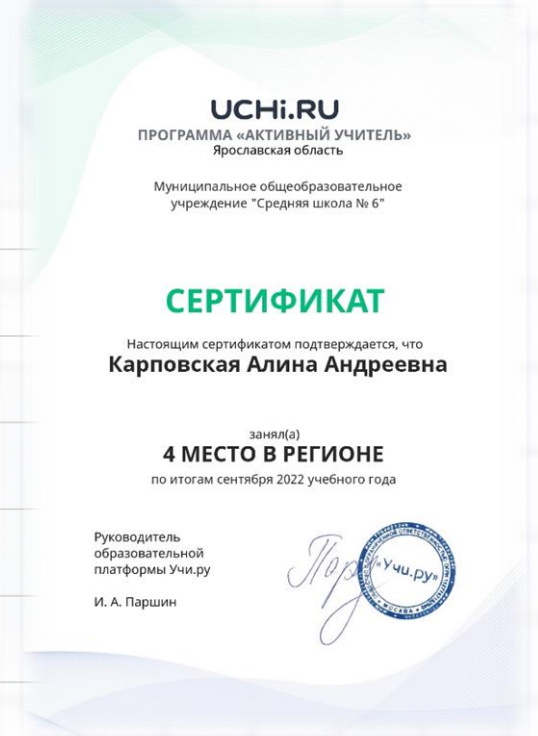 UCHi.RU
ПРОГРАММА «АКТИВНЫЙ УЧИТЕЛЬ»
Ярославская область
Муниципальное общеобразовательное
учреждение "Средняя школа № 6"
СЕРТИФИКАТ
Настоящим сертификатом подтверждается, что
Карповская Алина Андреевна
занял(а)
4 МЕСТО В РЕГИОНЕ
по итогам сентября 2022 учебного года
Руководитель
образовательной
платформы Учи.ру
И. А. Паршин
«Учи.ру»
МОСКВА